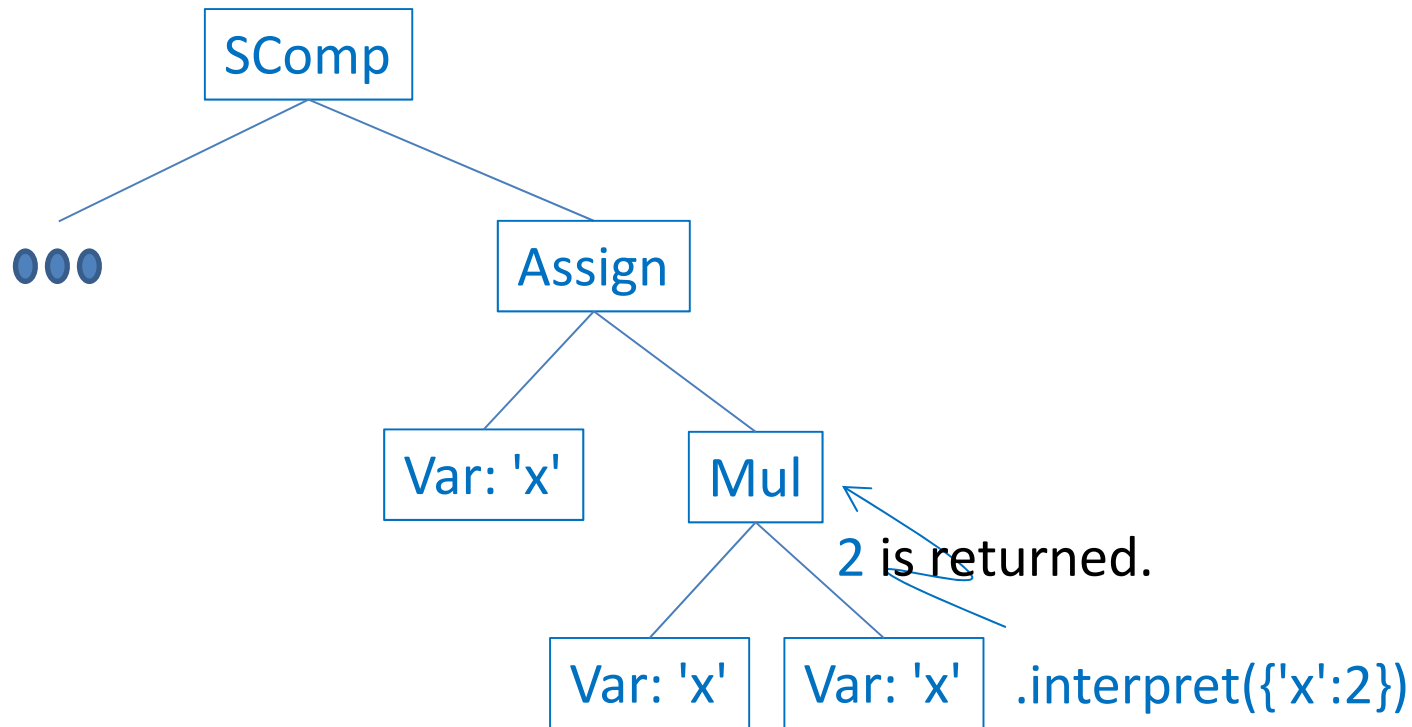 SComp
Assign
Var: 'x'
Mul
2 is returned.
Var: 'x'
Var: 'x'
.interpret({'x':2})